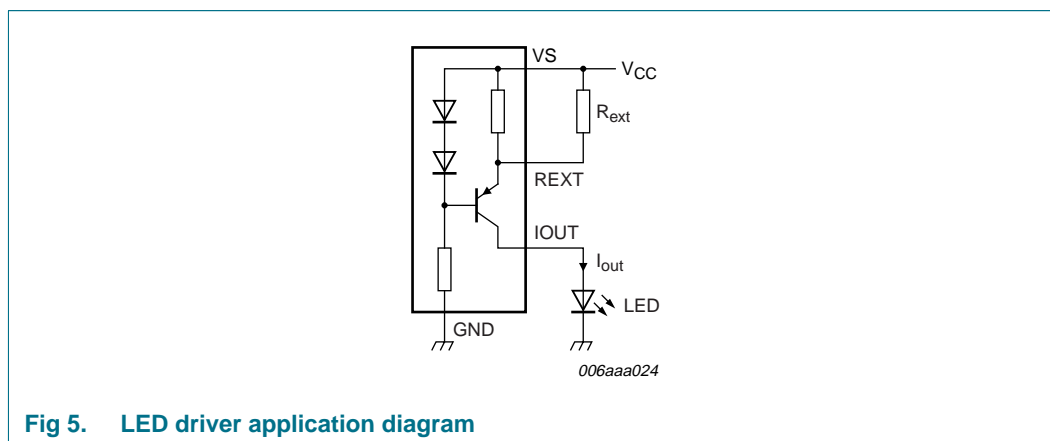 VS
VCC
Rext
REXT
IOUT
Iout
LED
GND
006aaa024
Fig 5. LED driver application diagram